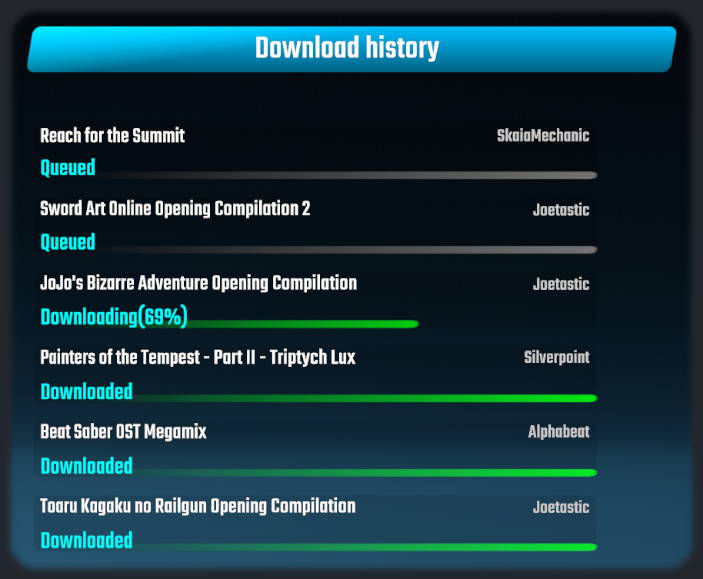 Download history
Reach for the Summit SkaiaMechanic
Queued
Sword Art Online Opening Compilation 2 Joetastic
Queued
JoJo's Bizarre Adventure Opening Compilation Joetastic
Downloading(69%)
Painters of the Tempest - Part II - Triptych Lux Silverpoint
Downloaded
Beat Saber OST Megamix Alphabeat
Downloaded
Toaru Kagaku no Railgun Opening Compilation Joetastic
Downloaded